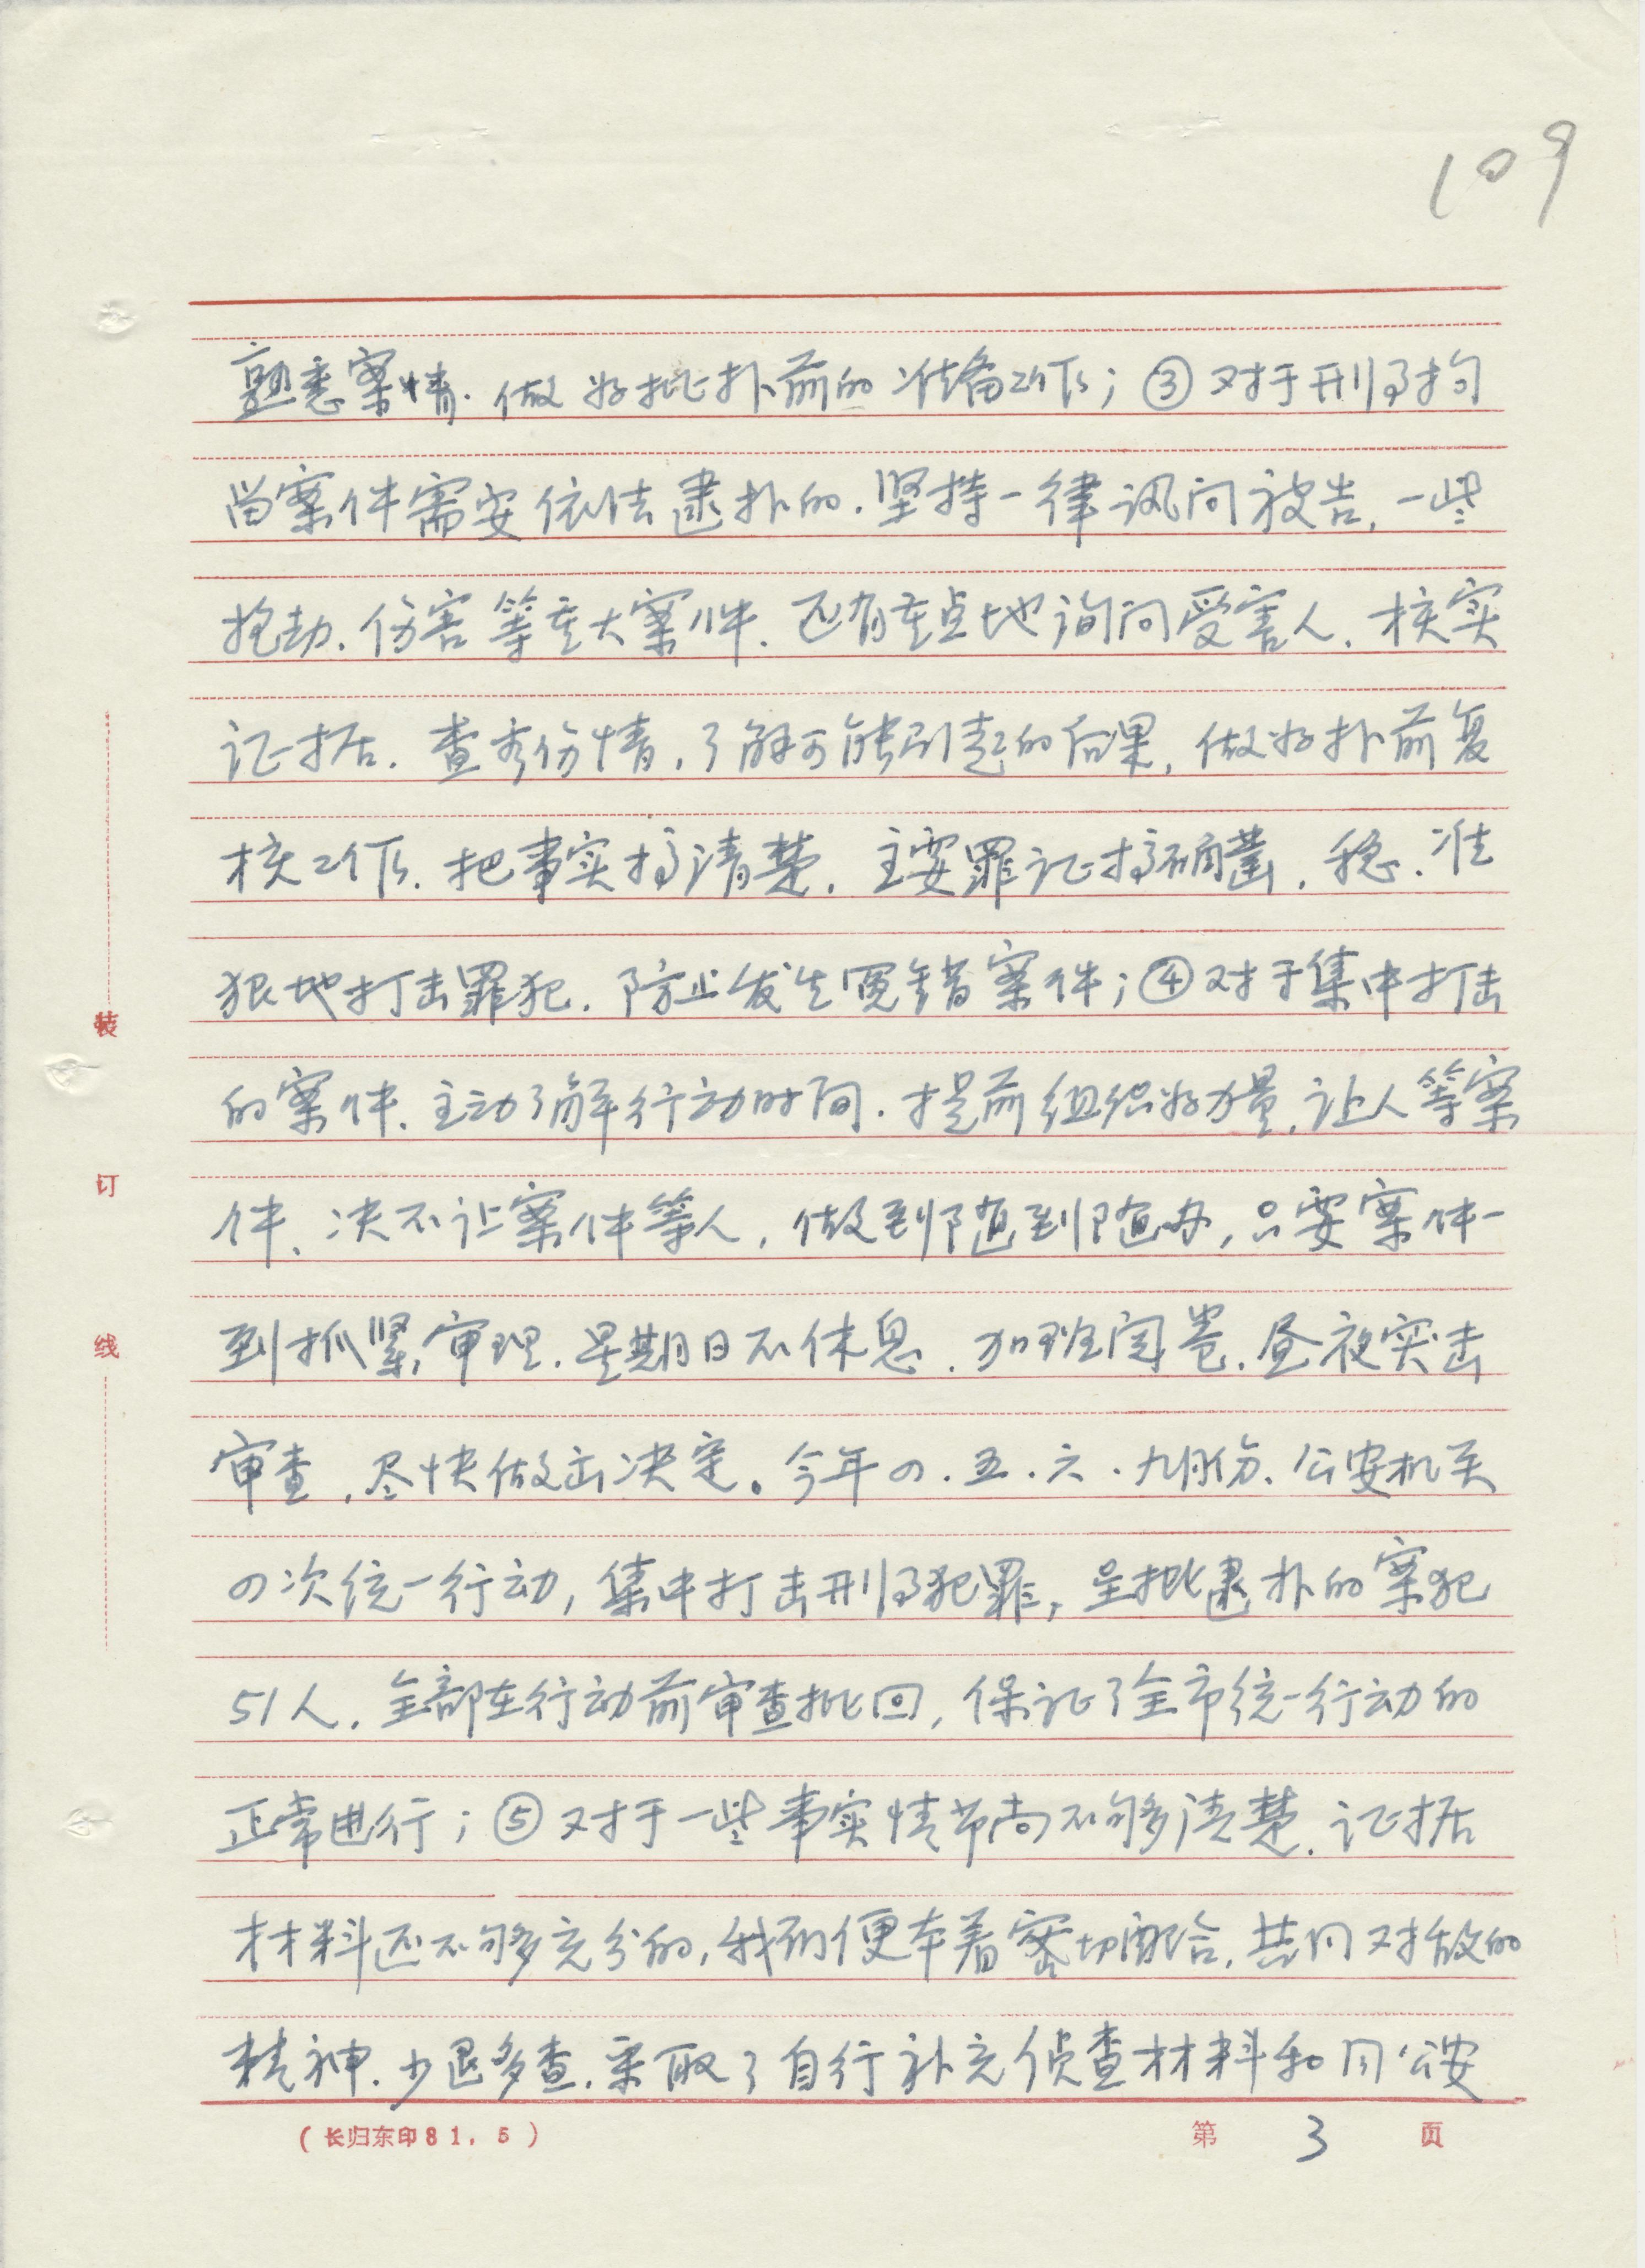 109
熟悉案情.做好批扑前的准备工作；③对于刑事拘
留案件需要依法逮扑的.坚持一律讯问被告,一些
抢劫、伤害等重大案件、还有重点地询问受害人、核实
证据.查看伤情,了解可能引起的后果,做好扑前复
核工作.把事实搞清楚,主要罪证搞确凿,稳、准
狠地打击罪犯.防止发生冤错案件；④对于集中打击
的案件、主动了解行动时间.提前组织好力量,让人等案
件、决不让案件等人,做到随到随办,只要案件一
到抓紧审理.星期日不休息.加班阅卷.昼夜突击
审查,尽快做出决定。今年四.五.六.九月份、公安机关
四次统一行动,集中打击刑事犯罪,呈批逮扑的案犯
51人.全部在行动前审查批回,保证了全市统一行动的
正常进行；⑤对于一些事实情节尚不够清楚、证据
材料还不够充分的,我们便本着密切配合,共同对敌的
精神.少退多查.采取了自行补充侦查材料和同公安
装
订
线
(长归东印81.5)
第 3 页